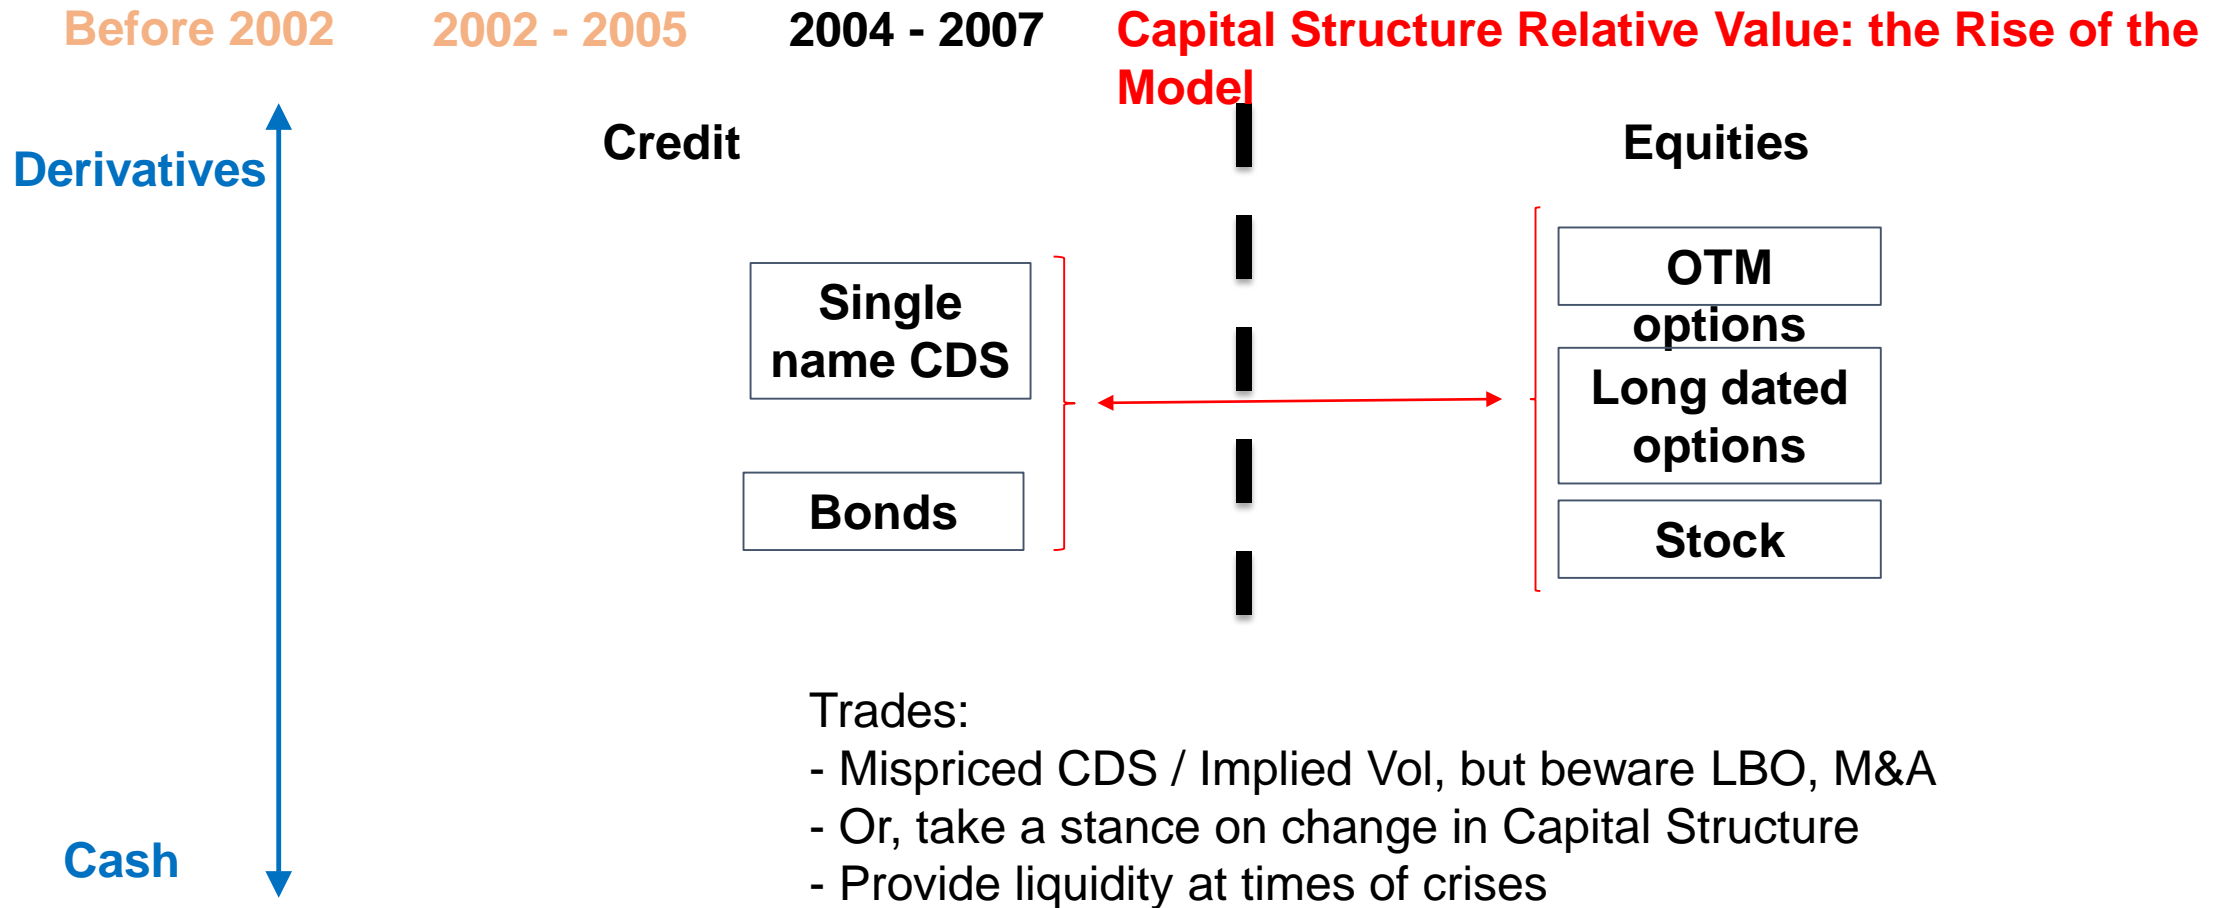 Before 2002
2002 - 2005
2004 - 2007
Capital Structure Relative Value: the Rise of the
Model
Derivatives
Credit
Equities
Single
name CDS
Bonds
OTM
options
Long dated
options
Stock
Trades:
- Mispriced CDS / Implied Vol, but beware LBO, M&A
- Or, take a stance on change in Capital Structure
- Provide liquidity at times of crises
Cash